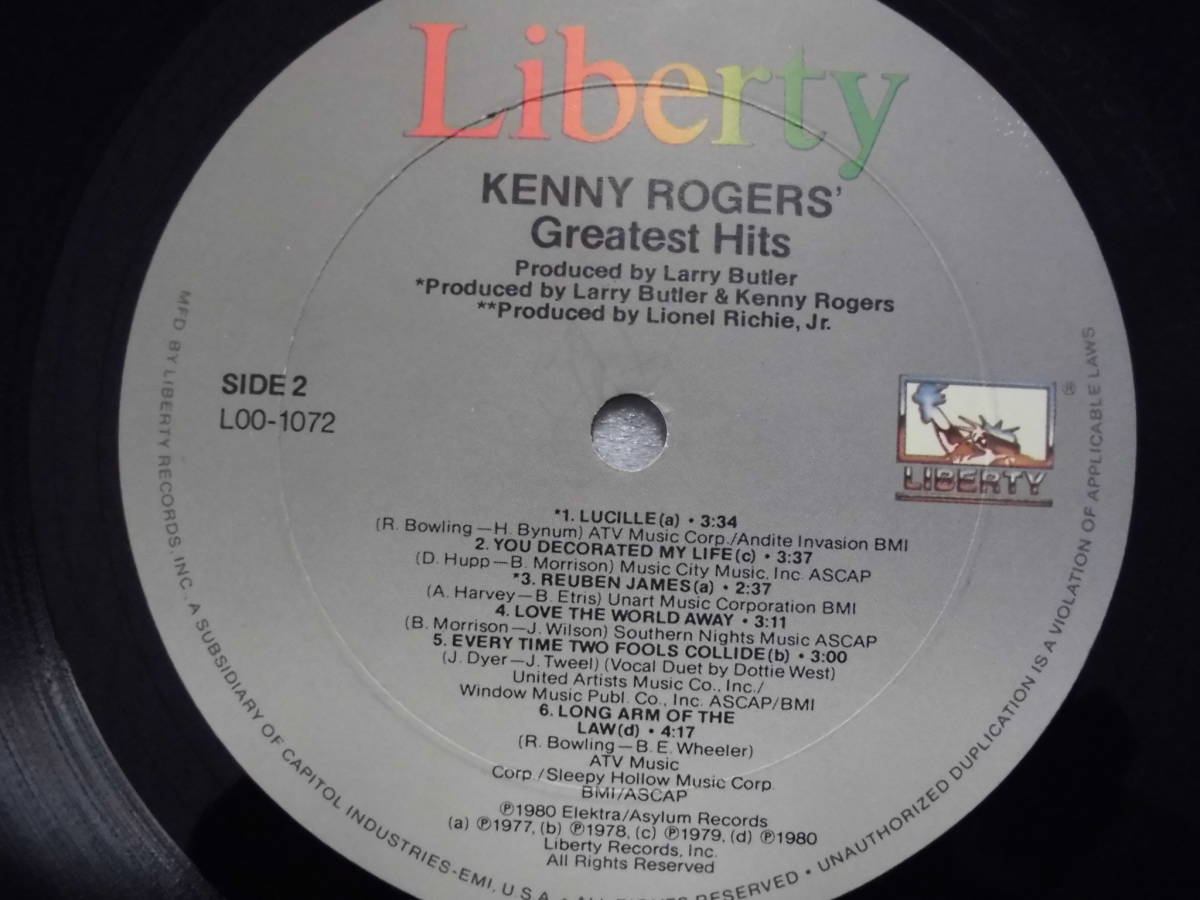 Liberty
KENNY ROGERS'
Greatest Hits
Produced by Larry Butler
*Produced by Larry Butler & Kenny Rogers
**Produced by Lionel Richie, Jr.
SIDE 2
LOO-1072
®
LIBERTY
*1. LUCILLE(a) • 3:34
(R. Bowling—H. Bynum) ATV Music Corp./Andite Invasion BMI
2. YOU DECORATED MY LIFE(c) • 3:37
(D. Hupp—B. Morrison) Music City Music, Inc. ASCAP
*3. REUBEN JAMES(a) • 2:37
(A. Harvey—B. Etris) Unart Music Corporation BMI
4. LOVE THE WORLD AWAY • 3:11
(B. Morrison—J. Wilson) Southern Nights Music ASCAP
5. EVERY TIME TWO FOOLS COLLIDE(b) • 3:00
(J. Dyer—J. Tweel) (Vocal Duet by Dottie West)
United Artists Music Co., Inc./
Window Music Publ. Co., Inc. ASCAP/BMI
6. LONG ARM OF THE
LAW(d) • 4:17
(R. Bowling—B.E. Wheeler)
ATV Music
Corp./Sleepy Hollow Music Corp.
BMI/ASCAP
℗1980 Elektra/Asylum Records
(a) ℗1977, (b) ℗1978, (c) ℗1979, (d) ℗1980
Liberty Records, Inc.
All Rights Reserved
MFD. BY LIBERTY RECORDS, INC., A SUBSIDIARY OF CAPITOL INDUSTRIES-EMI, U.S.A. • ALL RIGHTS RESERVED • UNAUTHORIZED DUPLICATION IS A VIOLATION OF APPLICABLE LAWS